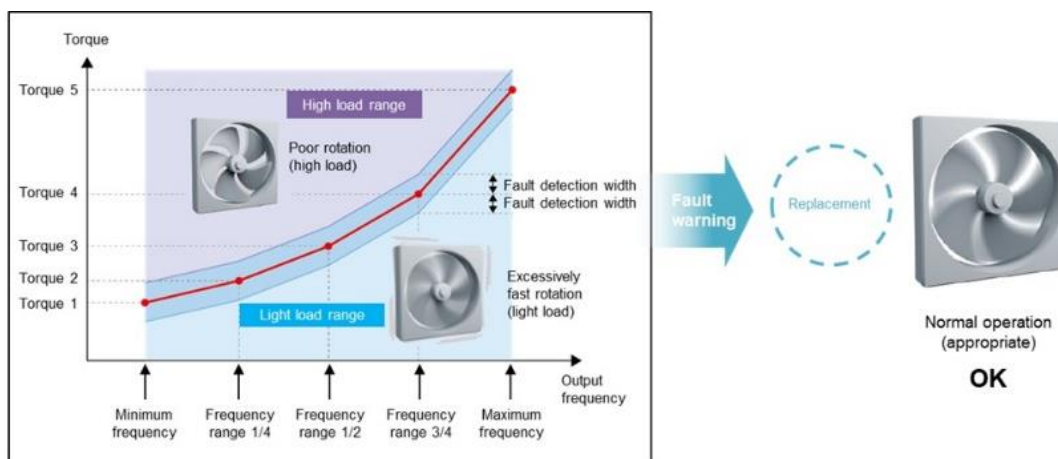 Torque
Torque 5
High load range
Poor rotation
(high load)
Torque 4
Fault detection width
Fault detection width
Torque 3
Torque 2
Excessively
fast rotation
(light load)
Torque 1
Light load range
Output
frequency
Minimum
frequency
Frequency
range 1/4
Frequency
range 1/2
Frequency
range 3/4
Maximum
frequency
Fault
warning
Replacement
Normal operation
(appropriate)
OK